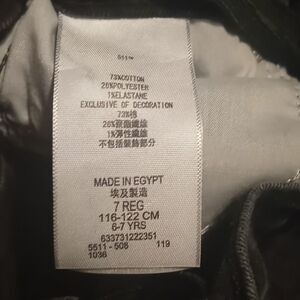 511™
73%COTTON
26%POLYESTER
1%ELASTANE
EXCLUSIVE OF DECORATION
73%棉
26%聚酯纖維
1%彈性纖維
不包括裝飾部分
MADE IN EGYPT
埃及製造
7 REG
116-122 CM
6-7 YRS
633731222351
5511 - 508 119
1036